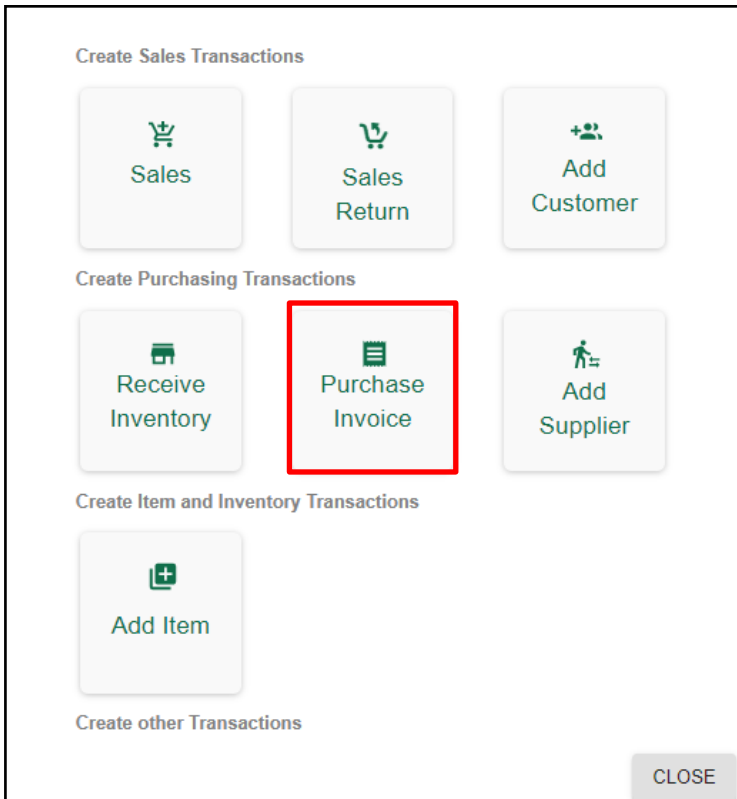 Create Sales Transactions
Sales
Sales
Return
Add
Customer
Create Purchasing Transactions
Receive
Inventory
Purchase
Invoice
Add
Supplier
Create Item and Inventory Transactions
Add Item
Create other Transactions
CLOSE